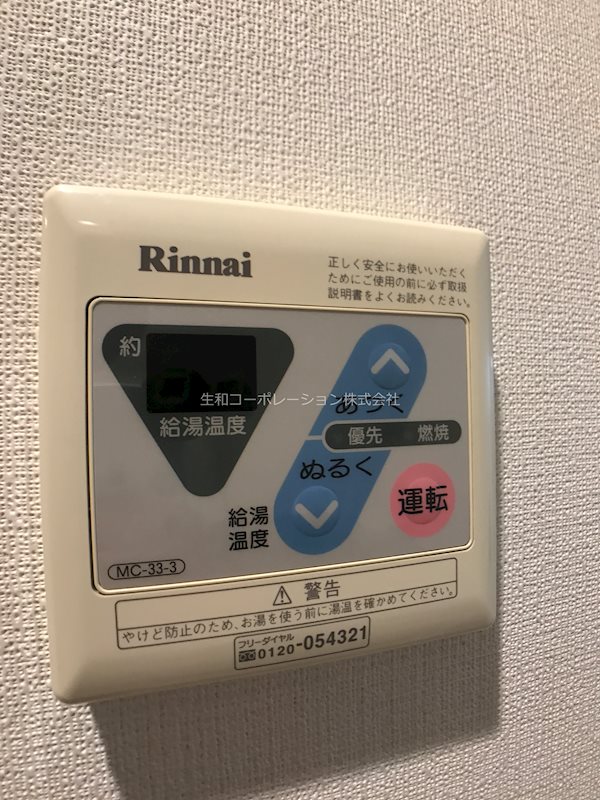 Rinnai
正しく安全にお使いいただく
ためにご使用の前に必ず取扱
説明書をよくお読みください。
約
給湯温度
生和コーポレーション株式会社
あつく
優先 燃焼
ぬるく
給湯
温度
運転
MC-33-3
警告
やけど防止のため、お湯を使う前に湯温を確かめてください。
フリーダイヤル
0120-054321